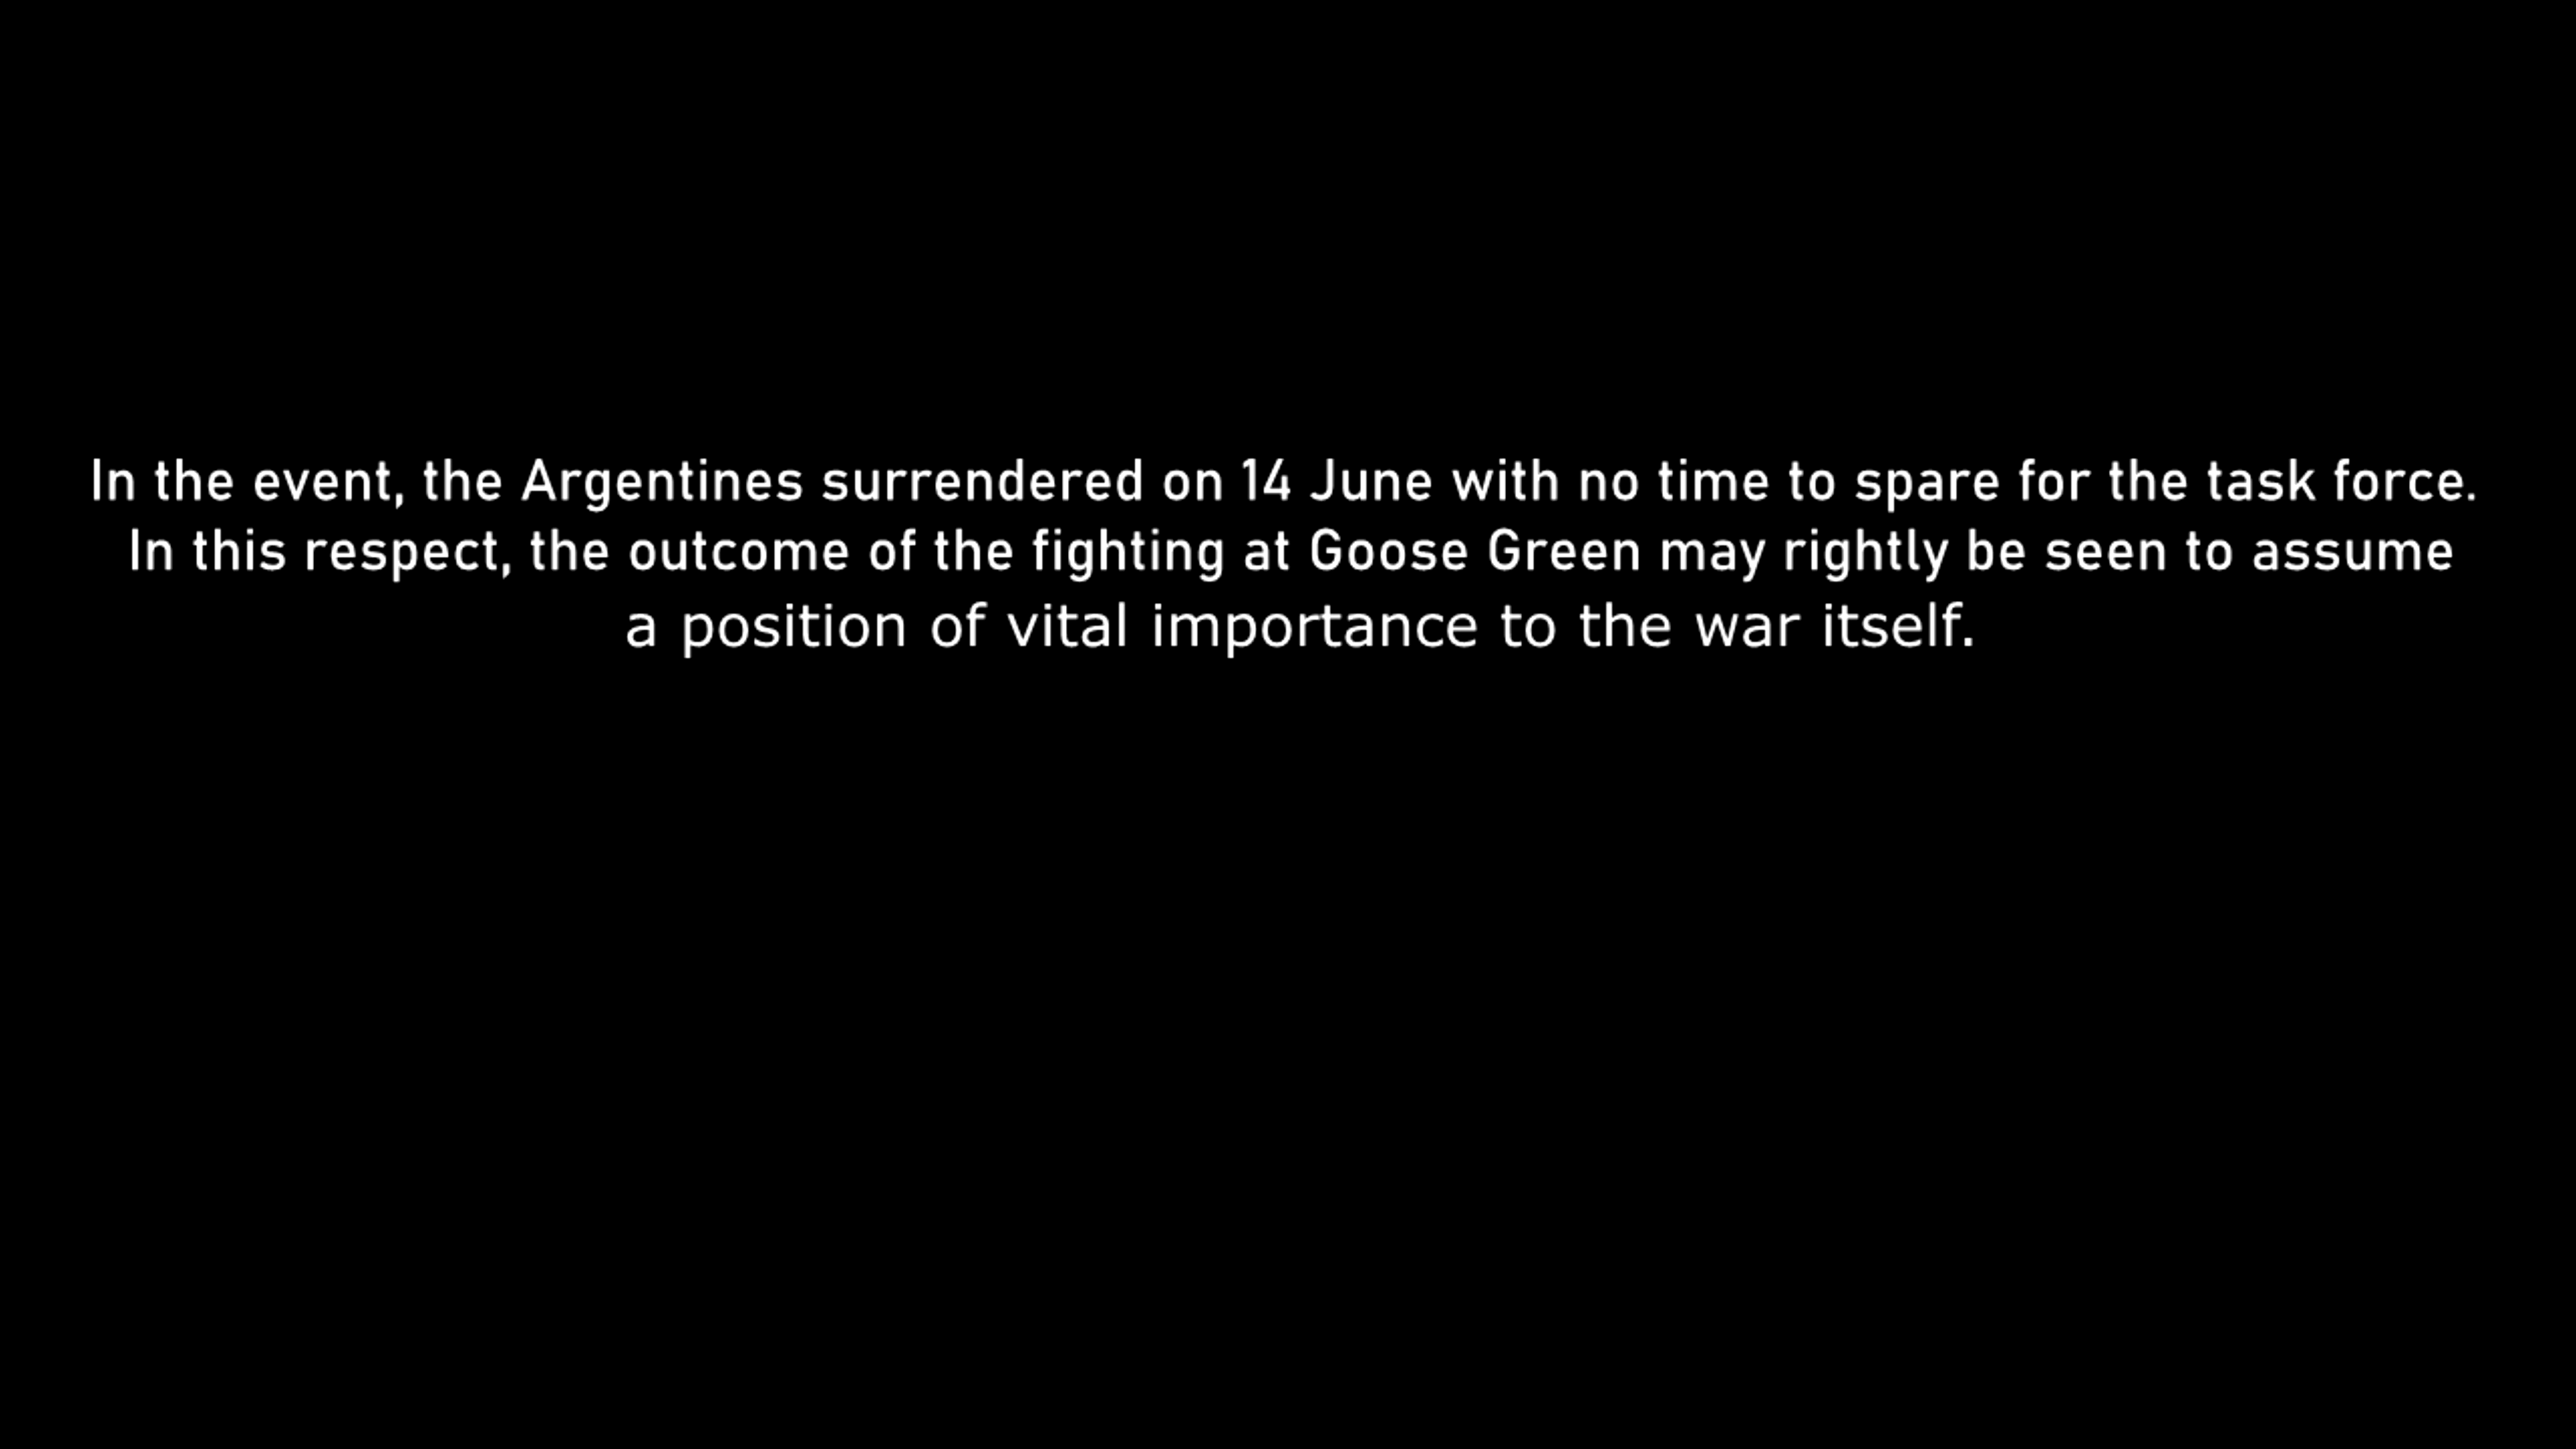 In the event, the Argentines surrendered on 14 June with no time to spare for the task force.
In this respect, the outcome of the fighting at Goose Green may rightly be seen to assume
a position of vital importance to the war itself.